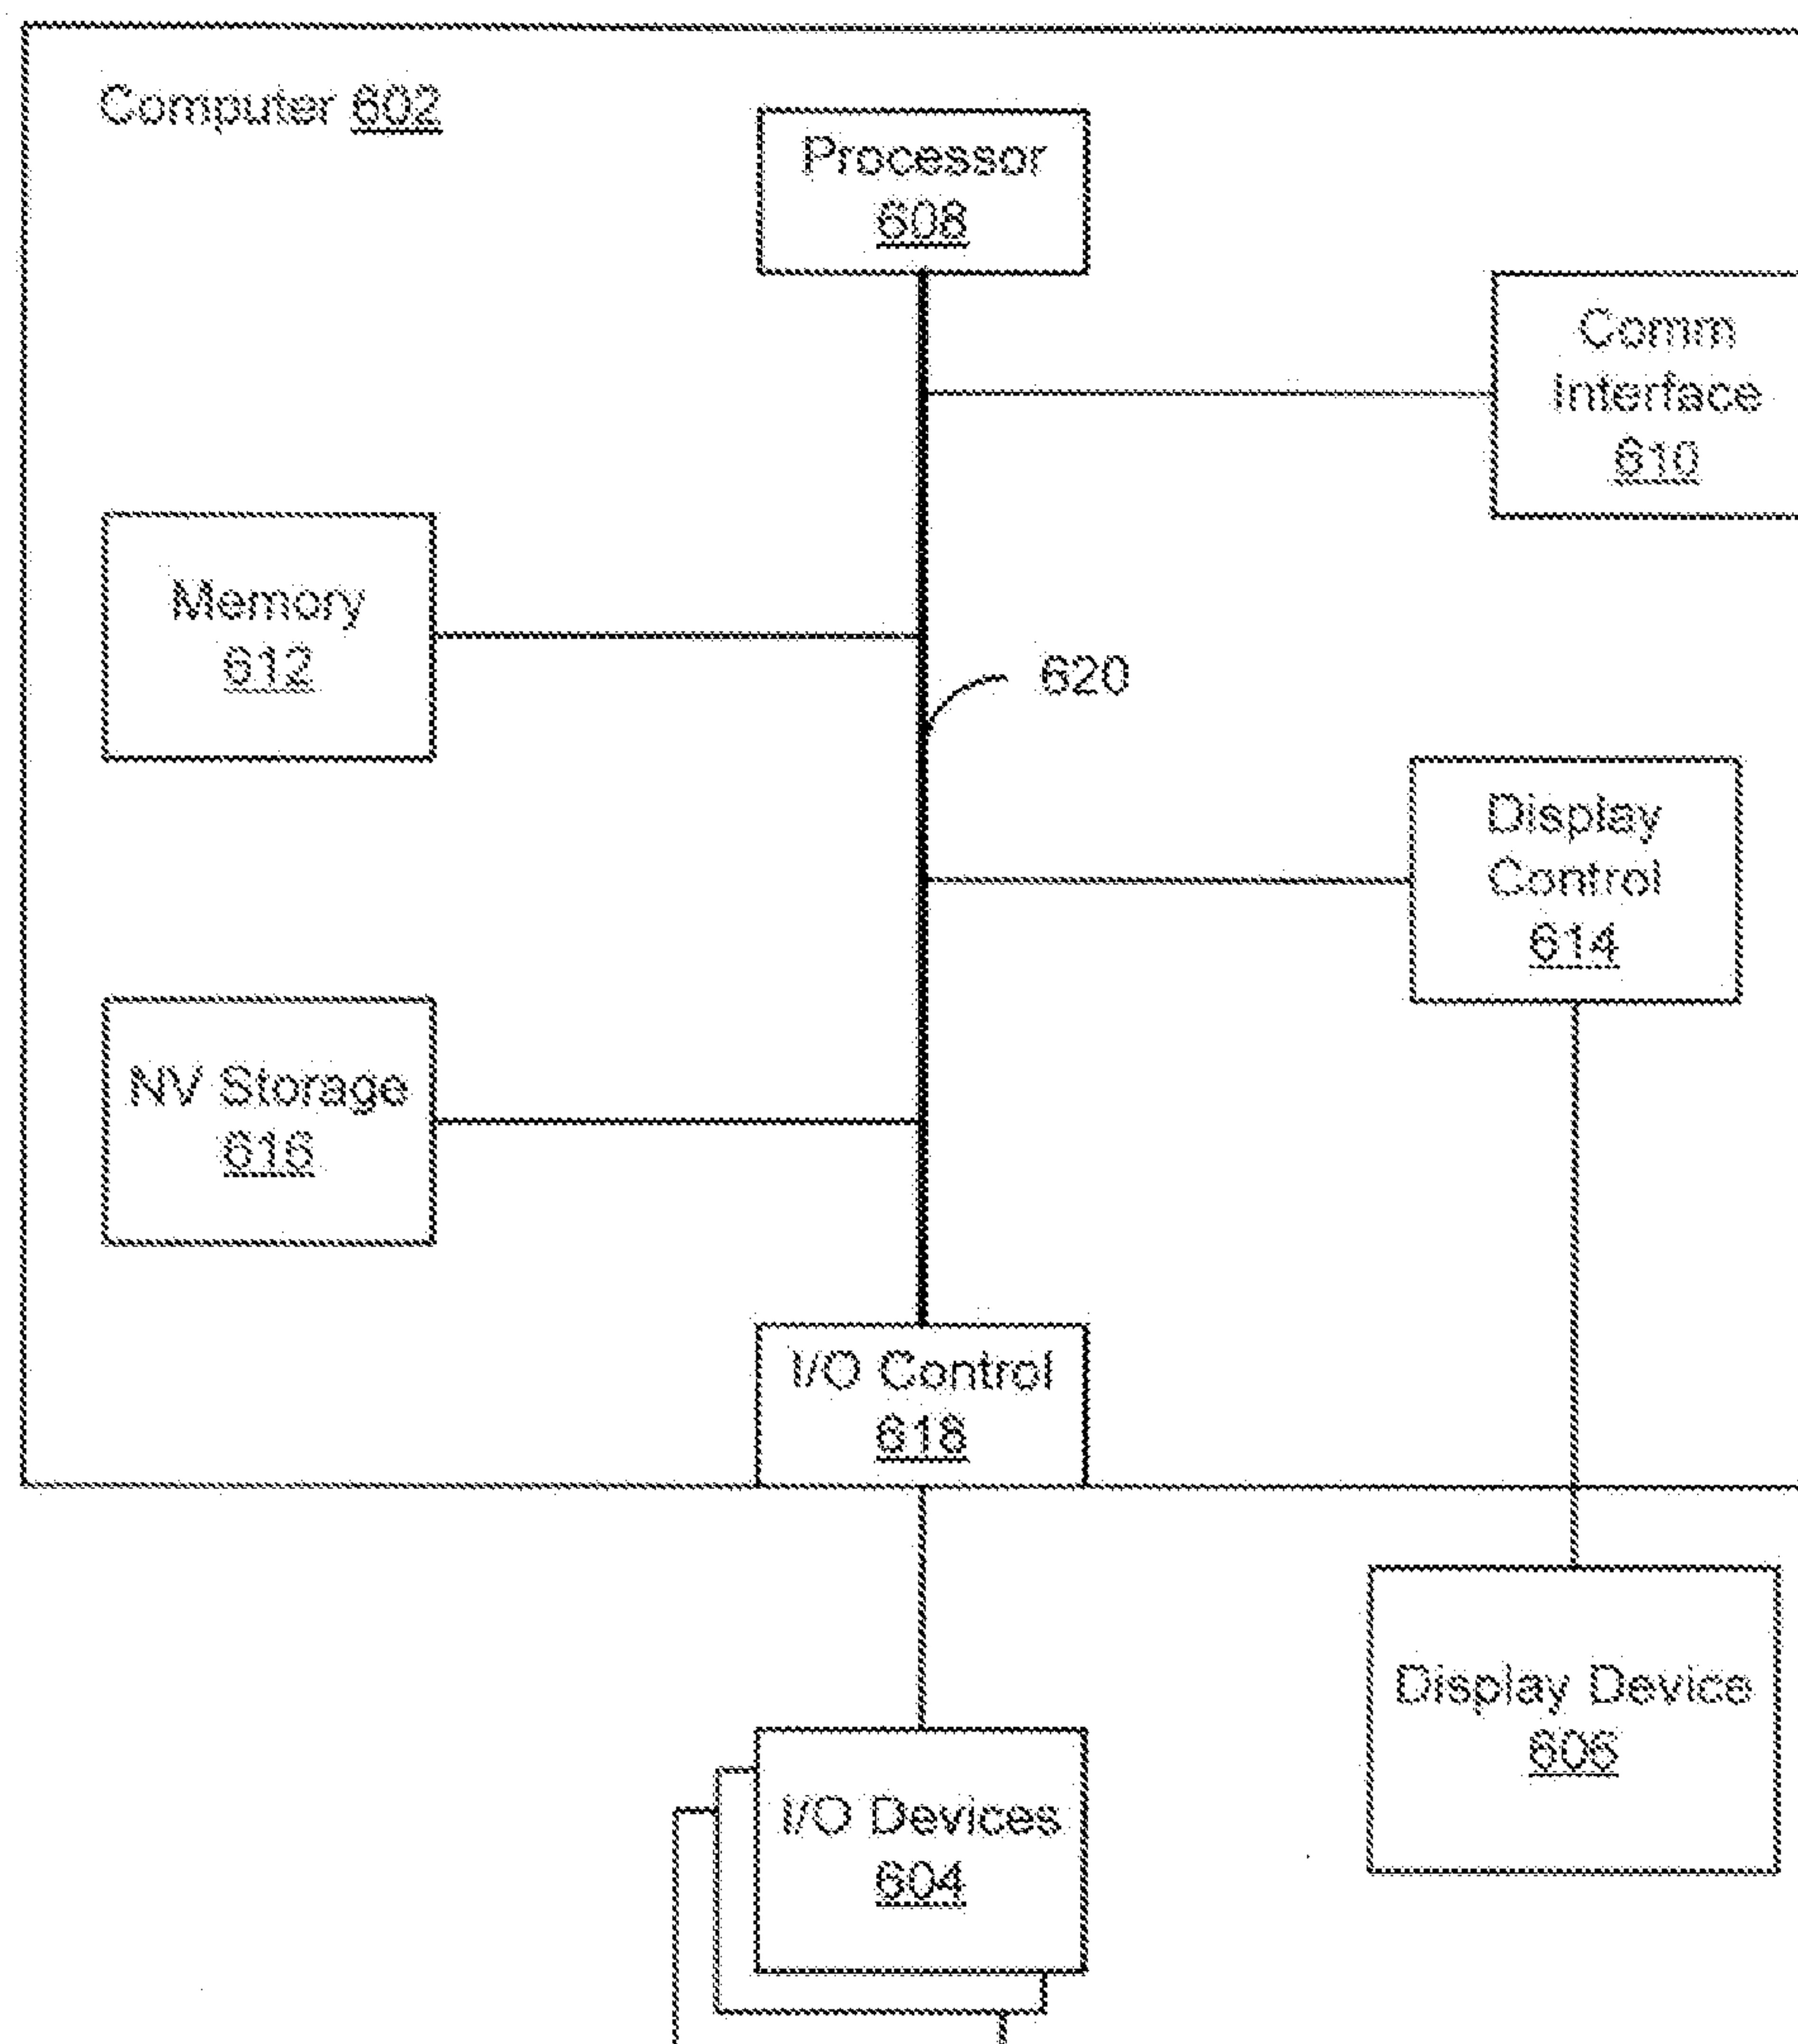 Computer 602
Processor
608
Comm
Interface
610
Memory
612
620
Display
Control
614
NV Storage
616
I/O Control
618
Display Device
606
I/O Devices
604